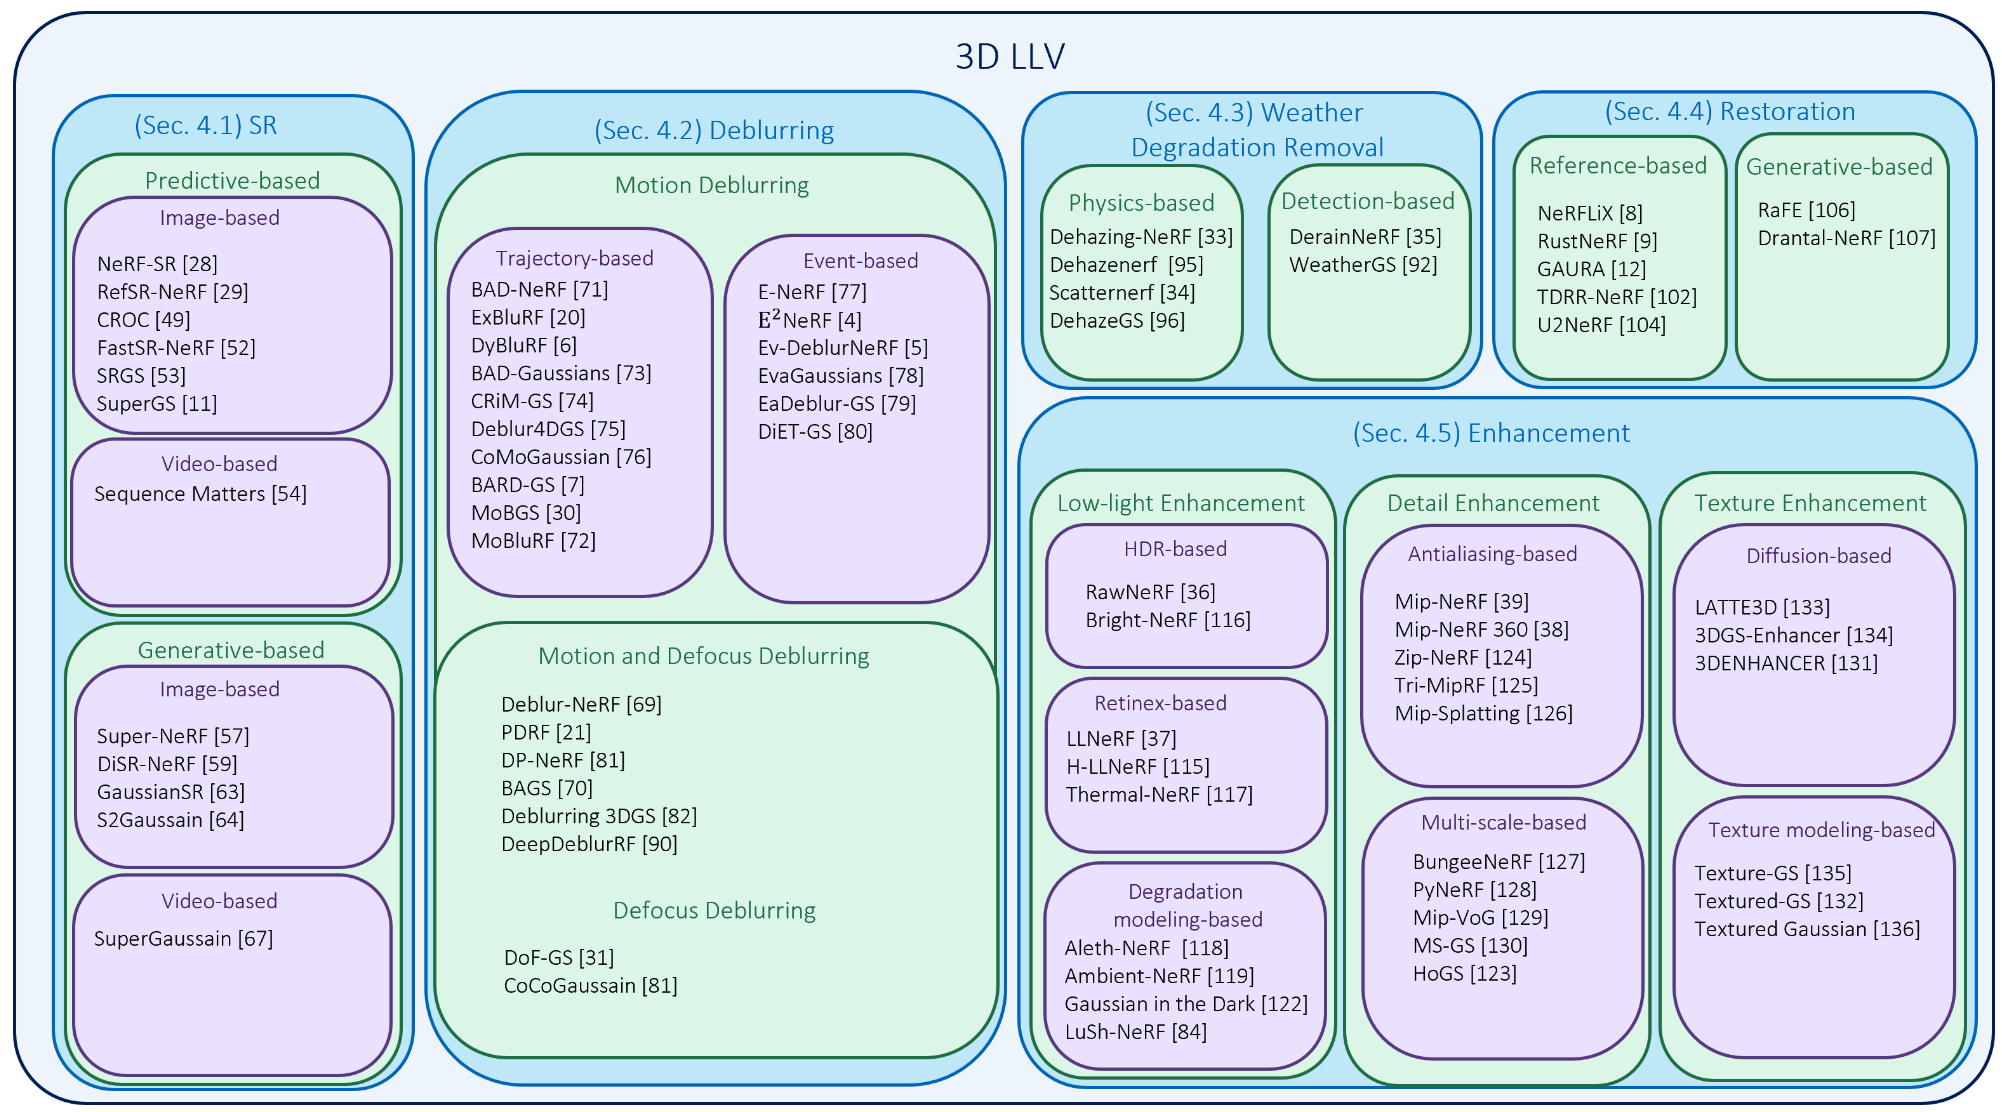 3D LLV
(Sec. 4.1) SR
Predictive-based
Image-based
NeRF-SR [28]
RefSR-NeRF [29]
CROC [49]
FastSR-NeRF [52]
SRGS [53]
SuperGS [11]
Video-based
Sequence Matters [54]
Generative-based
Image-based
Super-NeRF [57]
DiSR-NeRF [59]
GaussianSR [63]
S2Gaussain [64]
Video-based
SuperGaussain [67]
(Sec. 4.2) Deblurring
Motion Deblurring
Trajectory-based
BAD-NeRF [71]
ExBluRF [20]
DyBluRF [6]
BAD-Gaussians [73]
CRiM-GS [74]
Deblur4DGS [75]
CoMoGaussian [76]
BARD-GS [7]
MoBGS [30]
MoBluRF [72]
Event-based
E-NeRF [77]
E²NeRF [4]
Ev-DeblurNeRF [5]
EvaGaussians [78]
EaDeblur-GS [79]
DiET-GS [80]
Motion and Defocus Deblurring
Deblur-NeRF [69]
PDRF [21]
DP-NeRF [81]
BAGS [70]
Deblurring 3DGS [82]
DeepDeblurRF [90]
Defocus Deblurring
DoF-GS [31]
CoCoGaussain [81]
(Sec. 4.3) Weather
Degradation Removal
Physics-based
Dehazing-NeRF [33]
Dehazenerf [95]
Scatternerf [34]
DehazeGS [96]
Detection-based
DerainNeRF [35]
WeatherGS [92]
(Sec. 4.4) Restoration
Reference-based
NeRFLiX [8]
RustNeRF [9]
GAURA [12]
TDRR-NeRF [102]
U2NeRF [104]
Generative-based
RaFE [106]
Drantal-NeRF [107]
(Sec. 4.5) Enhancement
Low-light Enhancement
HDR-based
RawNeRF [36]
Bright-NeRF [116]
Retinex-based
LLNeRF [37]
H-LLNeRF [115]
Thermal-NeRF [117]
Degradation
modeling-based
Aleth-NeRF [118]
Ambient-NeRF [119]
Gaussian in the Dark [122]
LuSh-NeRF [84]
Detail Enhancement
Antialiasing-based
Mip-NeRF [39]
Mip-NeRF 360 [38]
Zip-NeRF [124]
Tri-MipRF [125]
Mip-Splatting [126]
Multi-scale-based
BungeeNeRF [127]
PyNeRF [128]
Mip-VoG [129]
MS-GS [130]
HoGS [123]
Texture Enhancement
Diffusion-based
LATTE3D [133]
3DGS-Enhancer [134]
3DENHANCER [131]
Texture modeling-based
Texture-GS [135]
Textured-GS [132]
Textured Gaussian [136]